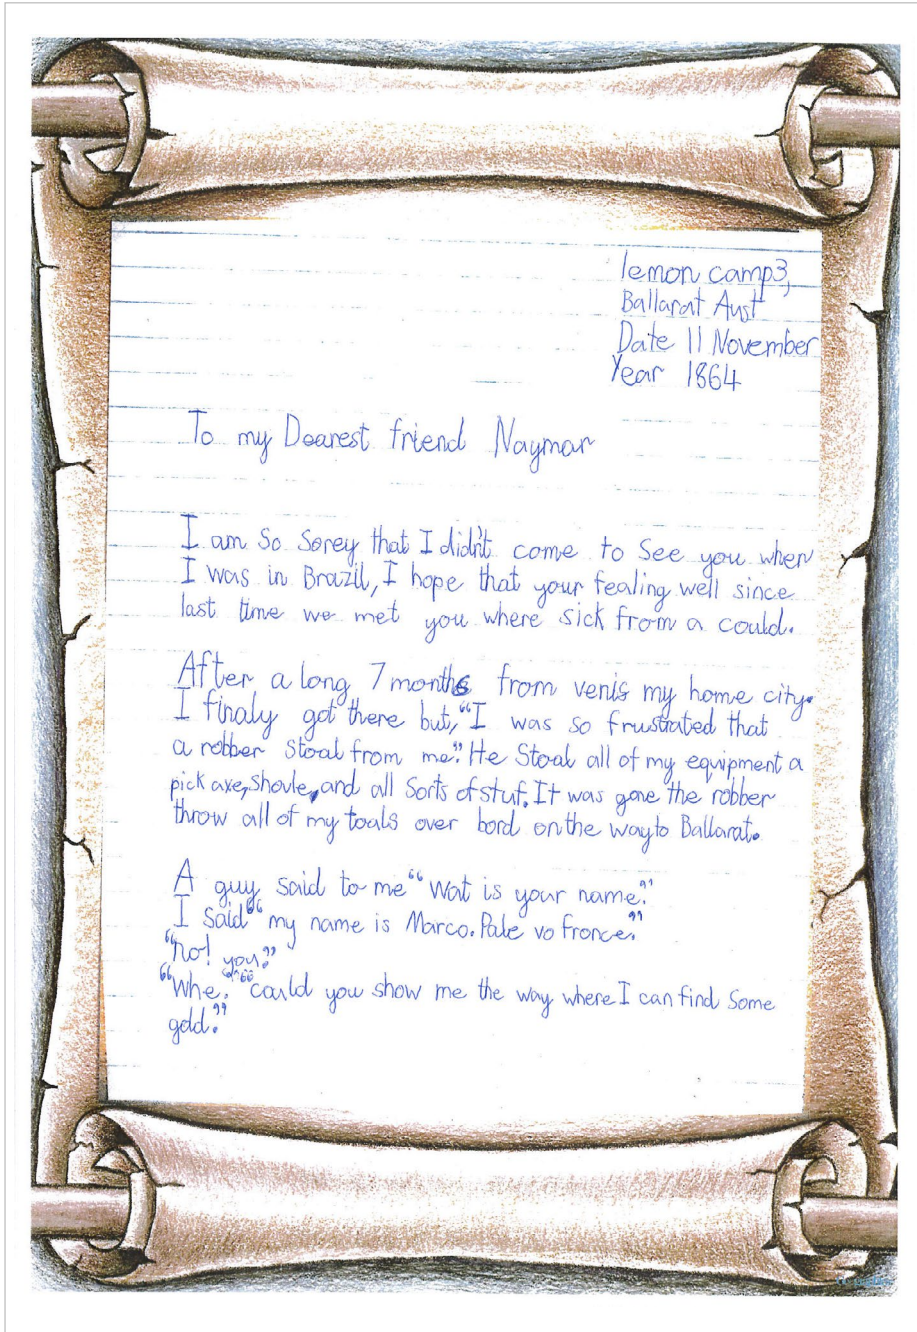 lemon camp3,
Ballarat Aust
Date 11 November
Year 1864
To my Dearest friend Naymar
I am So Sorey that I didn't come to See you when
I was in Brazil, I hope that your fealing well since
last time we met you where sick from a could.
After a long 7 months from venis my home city.
I finaly got there but, "I was so frustrated that
a robber Stoal from me." He Stoal all of my equipment a
pick axe, Shovle, and all Sorts of stuf. It was gone the robber
throw all of my toals over bord on the way to Ballarat.
A guy said to me "Wat is your name."
I Said "my name is Marco. Pale vo fronce."
"no! you."
"Whe." "could you show me the way where I can find Some
gold."